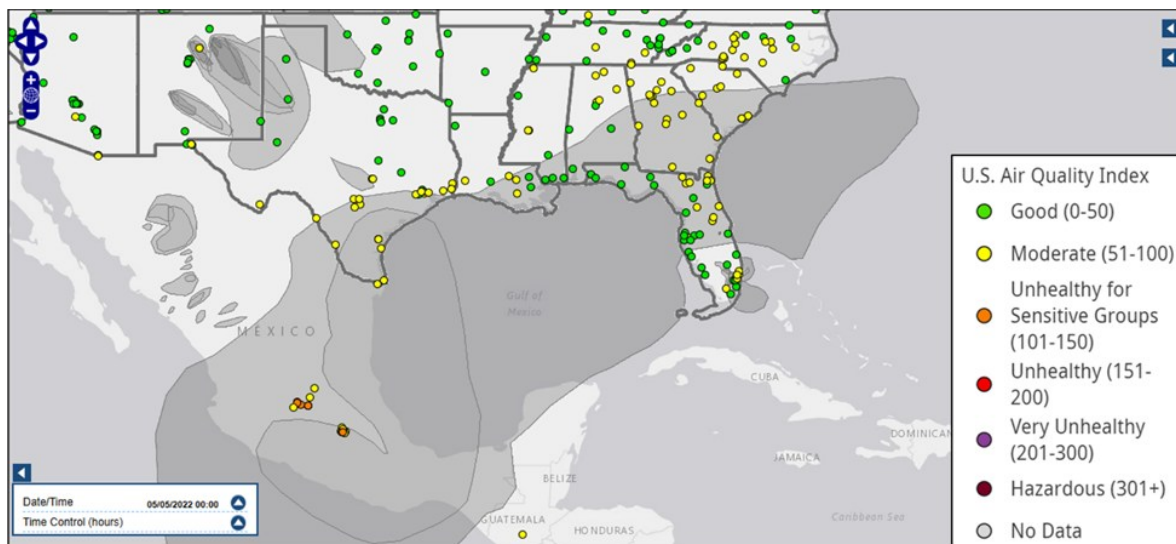 Gulf of
Mexico
MÉXICO
CUBA
DOMINICAN
JAMAICA
BELIZE
GUATEMALA
HONDURAS
Caribbean Sea
Date/Time 05/05/2022 00:00
Time Control (hours)
U.S. Air Quality Index
Good (0-50)
Moderate (51-100)
Unhealthy for
Sensitive Groups
(101-150)
Unhealthy (151-
200)
Very Unhealthy
(201-300)
Hazardous (301+)
No Data